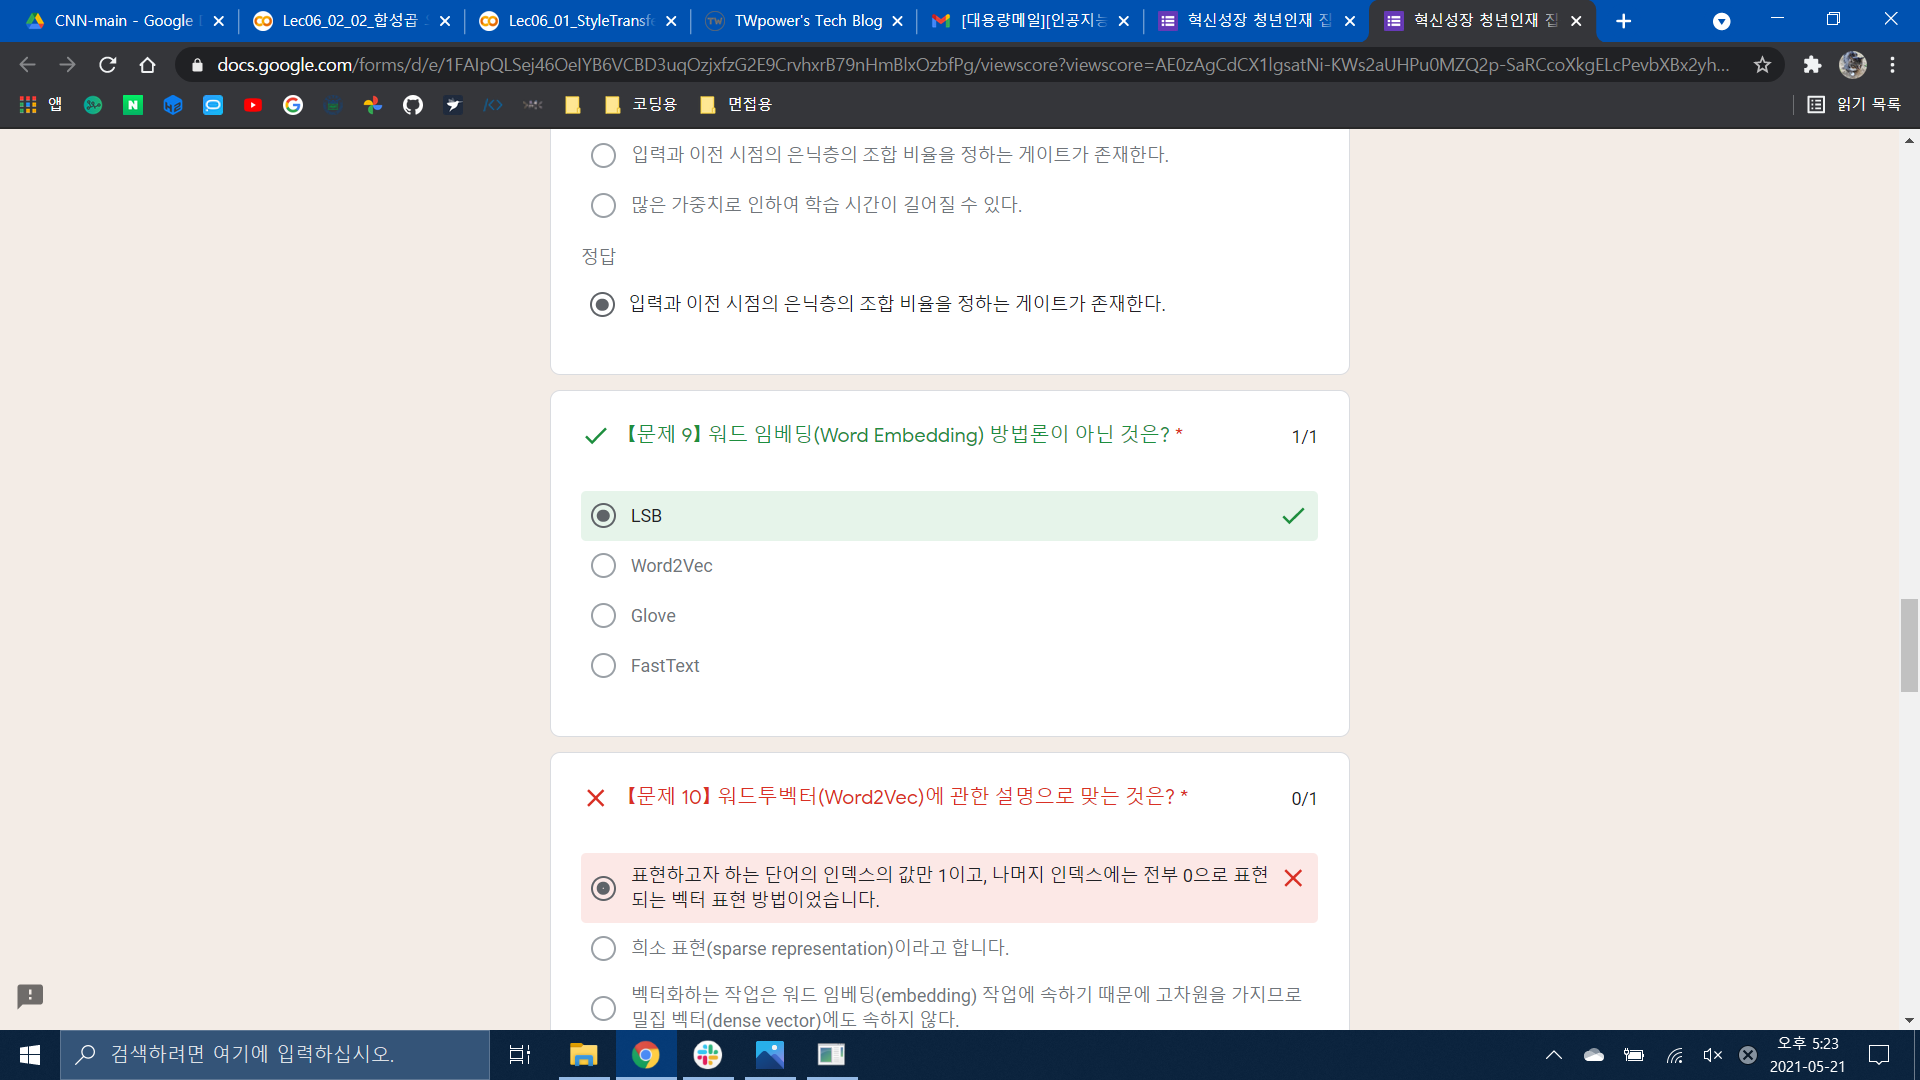 CNN-main - Google
Lec06_02_02_합성곱
Lec06_01_StyleTransf
TWpower's Tech Blog
[대용량메일][인공지능
혁신성장 청년인재 집
혁신성장 청년인재 집
docs.google.com/forms/d/e/1FAIpQLSej46OeIYB6VCBD3uqOzjxfzG2E9CrvhxrB79nHmBlxOzbfPg/viewscore?viewscore=AE0zAgCdCX1lgsatNi-KWs2aUHPu0MZQ2p-SaRCcoXkgELcPevbXBx2yh...
앱
코딩용
면접용
읽기 목록
입력과 이전 시점의 은닉층의 조합 비율을 정하는 게이트가 존재한다.
많은 가중치로 인하여 학습 시간이 길어질 수 있다.
정답
입력과 이전 시점의 은닉층의 조합 비율을 정하는 게이트가 존재한다.
【문제 9】 워드 임베딩(Word Embedding) 방법론이 아닌 것은? *
1/1
LSB
Word2Vec
Glove
FastText
【문제 10】 워드투벡터(Word2Vec)에 관한 설명으로 맞는 것은? *
0/1
표현하고자 하는 단어의 인덱스의 값만 1이고, 나머지 인덱스에는 전부 0으로 표현
되는 벡터 표현 방법이었습니다.
희소 표현(sparse representation)이라고 합니다.
벡터화하는 작업은 워드 임베딩(embedding) 작업에 속하기 때문에 고차원을 가지므로
밀집 벡터(dense vector)에도 속하지 않다.
검색하려면 여기에 입력하십시오.
오후 5:23
2021-05-21